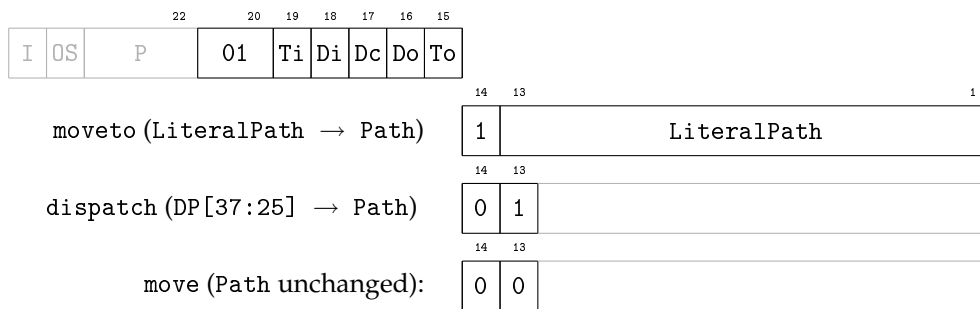 22 20 19 18 17 16 15
I OS P 01 Ti Di Dc Do To
14 13 1
moveto (LiteralPath → Path) 1 LiteralPath
14 13
dispatch (DP[37:25] → Path) 0 1
14 13
move (Path unchanged): 0 0